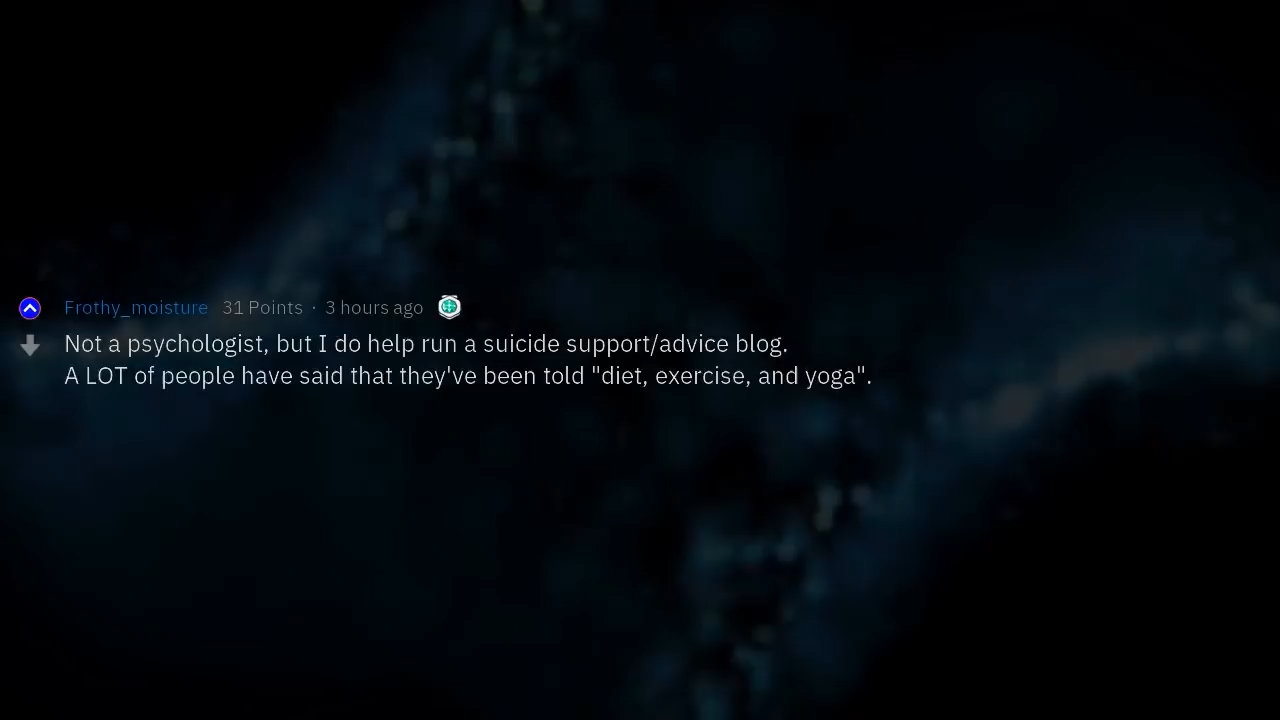 Frothy_moisture 31 Points · 3 hours ago
Not a psychologist, but I do help run a suicide support/advice blog.
A LOT of people have said that they've been told "diet, exercise, and yoga".